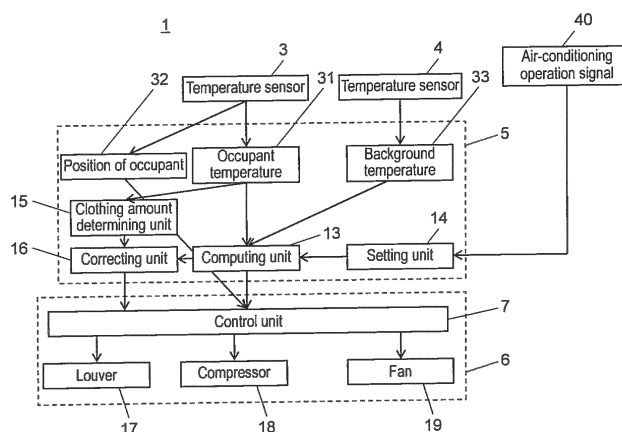 1
3
4
40
Air-conditioning
operation signal
32
31
33
Temperature sensor
Temperature sensor
5
Position of occupant
Occupant
temperature
Background
temperature
15
Clothing amount
determining unit
13
14
16
Correcting unit
Computing unit
Setting unit
7
Control unit
6
Louver
Compressor
Fan
17
18
19